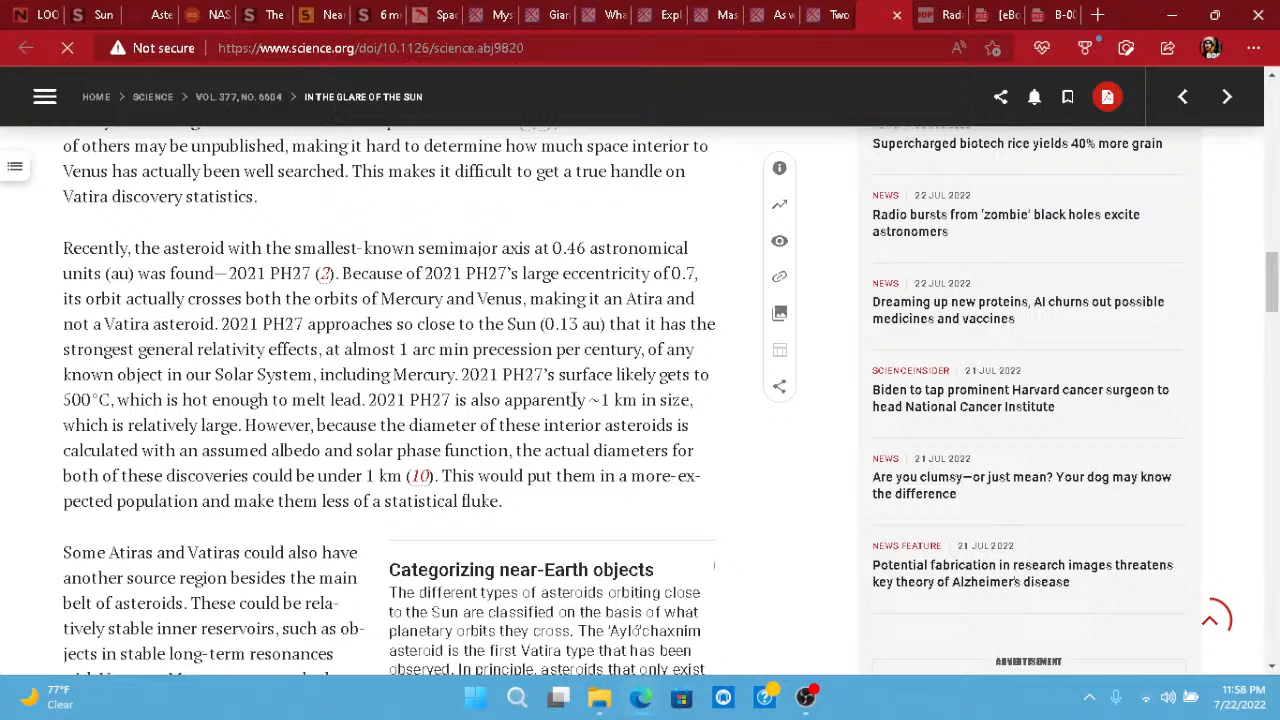 LOO
Sun
Aste
NAS
The
Near
6 m
Spac
Mys
Gian
Wha
Expl
Mas
As w
Two
Rad
[eBo
B-00
Not secure https://www.science.org/doi/10.1126/science.abj9820
HOME > SCIENCE > VOL. 377, NO. 6604 > IN THE GLARE OF THE SUN
of others may be unpublished, making it hard to determine how much space interior to
Venus has actually been well searched. This makes it difficult to get a true handle on
Vatira discovery statistics.
Recently, the asteroid with the smallest-known semimajor axis at 0.46 astronomical
units (au) was found—2021 PH27 (2). Because of 2021 PH27's large eccentricity of 0.7,
its orbit actually crosses both the orbits of Mercury and Venus, making it an Atira and
not a Vatira asteroid. 2021 PH27 approaches so close to the Sun (0.13 au) that it has the
strongest general relativity effects, at almost 1 arc min precession per century, of any
known object in our Solar System, including Mercury. 2021 PH27's surface likely gets to
500°C, which is hot enough to melt lead. 2021 PH27 is also apparently ~1 km in size,
which is relatively large. However, because the diameter of these interior asteroids is
calculated with an assumed albedo and solar phase function, the actual diameters for
both of these discoveries could be under 1 km (10). This would put them in a more-ex-
pected population and make them less of a statistical fluke.
Some Atiras and Vatiras could also have
another source region besides the main
belt of asteroids. These could be rela-
tively stable inner reservoirs, such as ob-
jects in stable long-term resonances
Categorizing near-Earth objects
The different types of asteroids orbiting close
to the Sun are classified on the basis of what
planetary orbits they cross. The 'Ayló'chaxnim
asteroid is the first Vatira type that has been
observed. In principle, asteroids that only exist
Supercharged biotech rice yields 40% more grain
NEWS | 22 JUL 2022
Radio bursts from 'zombie' black holes excite
astronomers
NEWS | 22 JUL 2022
Dreaming up new proteins, AI churns out possible
medicines and vaccines
SCIENCEINSIDER | 21 JUL 2022
Biden to tap prominent Harvard cancer surgeon to
head National Cancer Institute
NEWS | 21 JUL 2022
Are you clumsy—or just mean? Your dog may know
the difference
NEWS FEATURE | 21 JUL 2022
Potential fabrication in research images threatens
key theory of Alzheimer's disease
ADVERTISEMENT
77°F
Clear
11:58 PM
7/22/2022